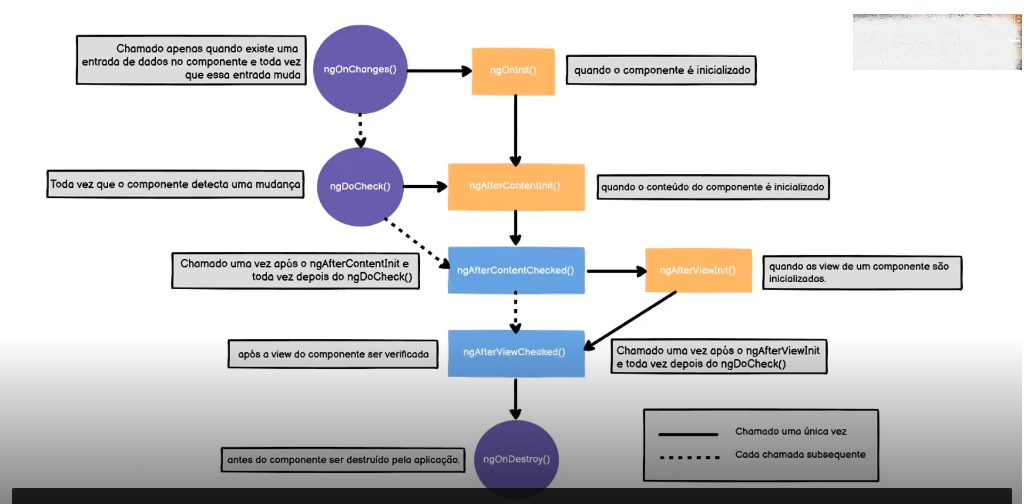 Chamado apenas quando existe uma
entrada de dados no componente e toda vez
que essa entrada muda
ngOnChanges()
ngOnInit()
quando o componente é inicializado
Toda vez que o componente detecta uma mudança
ngDoCheck()
ngAfterContentInit()
quando o conteúdo do componente é inicializado
Chamado uma vez após o ngAfterContentInit e
toda vez depois do ngDoCheck()
ngAfterContentChecked()
ngAfterViewInit()
quando as view de um componente são
inicializadas.
após a view do componente ser verificada
ngAfterViewChecked()
Chamado uma vez após o ngAfterViewInit
e toda vez depois do ngDoCheck()
antes do componente ser destruído pela aplicação.
ngOnDestroy()
Chamado uma única vez
Cada chamada subsequente